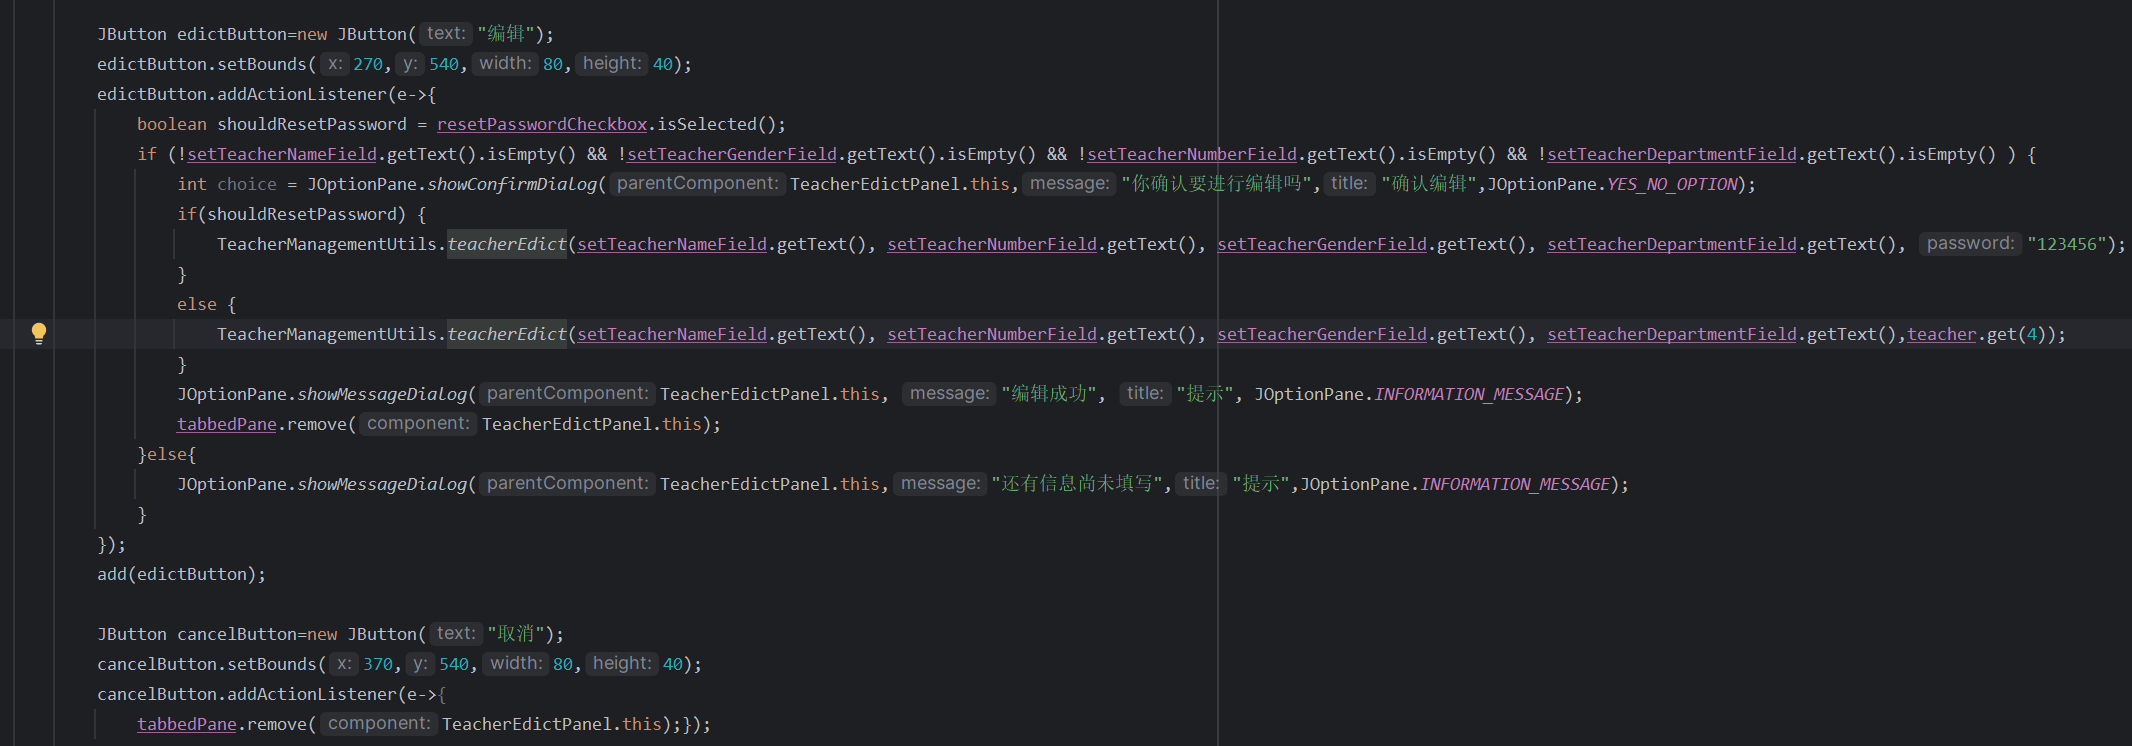 JButton edictButton=new JButton( text: "编辑");
edictButton.setBounds( x: 270, y: 540, width: 80, height: 40);
edictButton.addActionListener(e->{
boolean shouldResetPassword = resetPasswordCheckbox.isSelected();
if (!setTeacherNameField.getText().isEmpty() && !setTeacherGenderField.getText().isEmpty() && !setTeacherNumberField.getText().isEmpty() && !setTeacherDepartmentField.getText().isEmpty() ) {
int choice = JOptionPane.showConfirmDialog( parentComponent: TeacherEdictPanel.this, message: "你确认要进行编辑吗", title: "确认编辑",JOptionPane.YES_NO_OPTION);
if(shouldResetPassword) {
TeacherManagementUtils.teacherEdict(setTeacherNameField.getText(), setTeacherNumberField.getText(), setTeacherGenderField.getText(), setTeacherDepartmentField.getText(), password: "123456");
}
else {
TeacherManagementUtils.teacherEdict(setTeacherNameField.getText(), setTeacherNumberField.getText(), setTeacherGenderField.getText(), setTeacherDepartmentField.getText(),teacher.get(4));
}
JOptionPane.showMessageDialog( parentComponent: TeacherEdictPanel.this, message: "编辑成功", title: "提示", JOptionPane.INFORMATION_MESSAGE);
tabbedPane.remove( component: TeacherEdictPanel.this);
}else{
JOptionPane.showMessageDialog( parentComponent: TeacherEdictPanel.this, message: "还有信息尚未填写", title: "提示",JOptionPane.INFORMATION_MESSAGE);
}
});
add(edictButton);
JButton cancelButton=new JButton( text: "取消");
cancelButton.setBounds( x: 370, y: 540, width: 80, height: 40);
cancelButton.addActionListener(e->{
tabbedPane.remove( component: TeacherEdictPanel.this);});